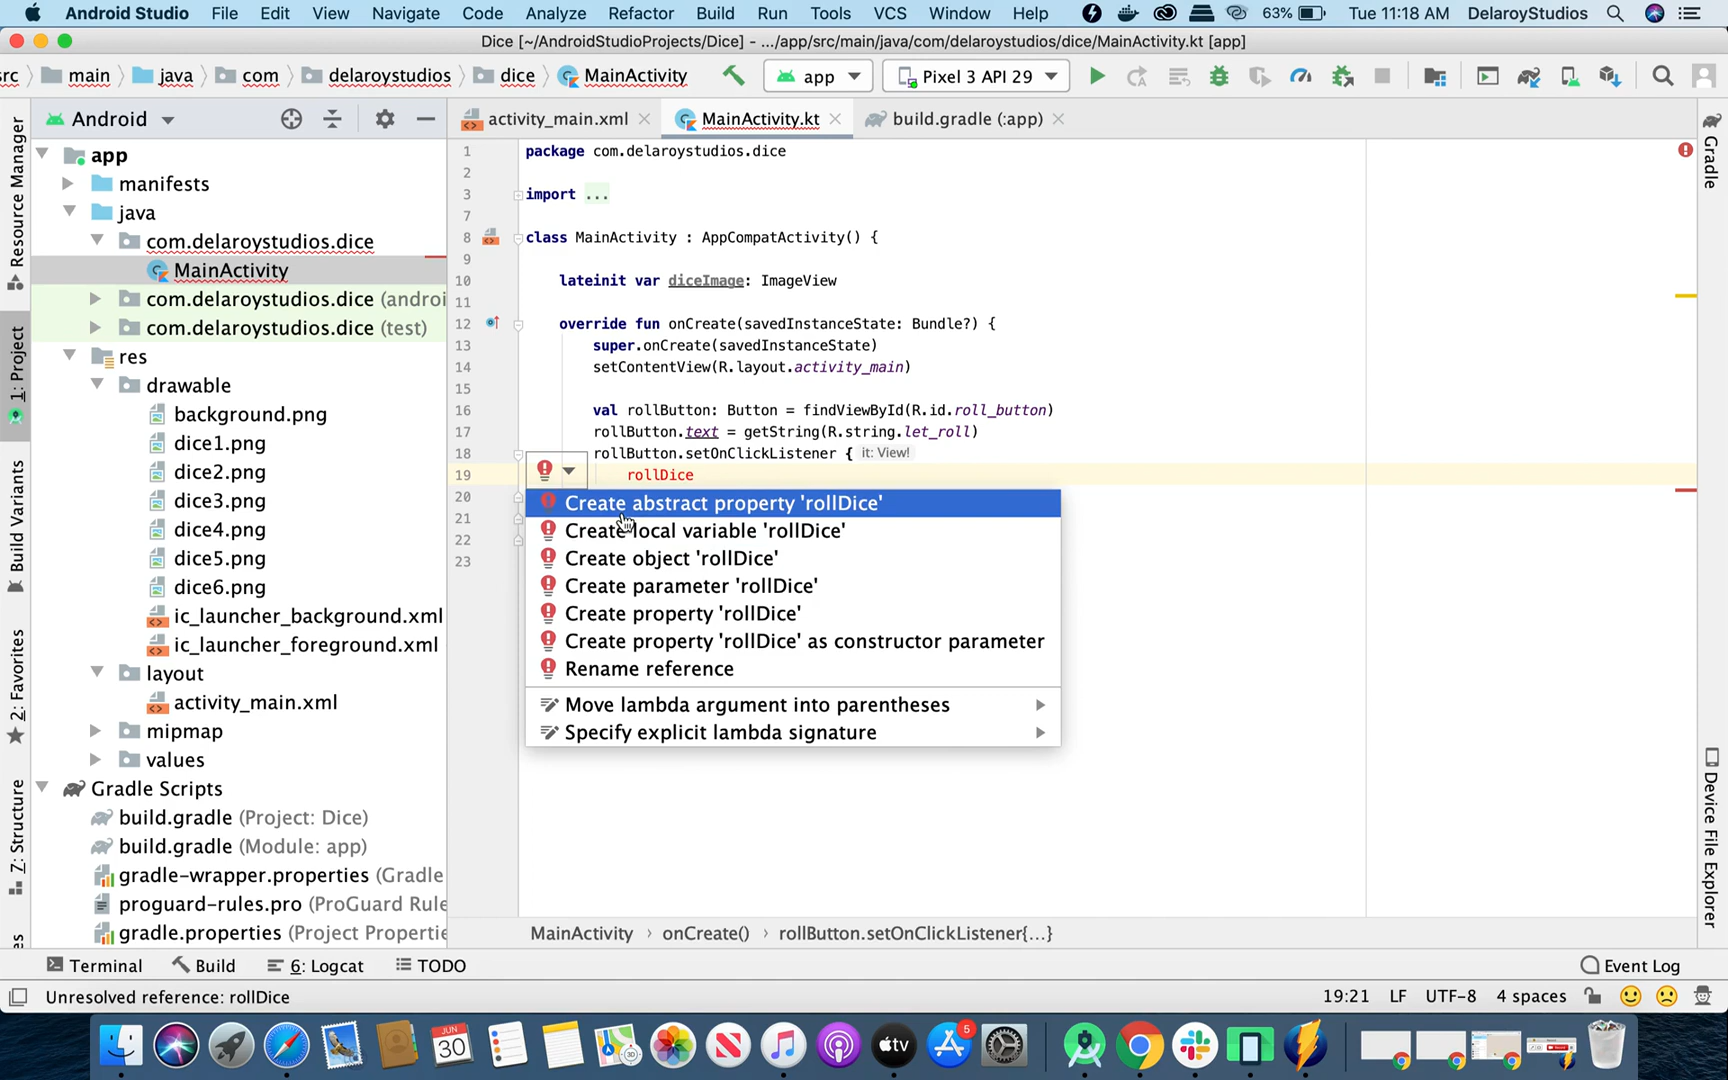 Android Studio File Edit View Navigate Code Analyze Refactor Build Run Tools VCS Window Help 63% Tue 11:18 AM DelaroyStudios
Dice [~/AndroidStudioProjects/Dice] - .../app/src/main/java/com/delaroystudios/dice/MainActivity.kt [app]
src main java com delaroystudios dice MainActivity app Pixel 3 API 29
Android
activity_main.xml MainActivity.kt build.gradle (:app)
app
manifests
java
com.delaroystudios.dice
MainActivity
com.delaroystudios.dice (androi
com.delaroystudios.dice (test)
res
drawable
background.png
dice1.png
dice2.png
dice3.png
dice4.png
dice5.png
dice6.png
ic_launcher_background.xml
ic_launcher_foreground.xml
layout
activity_main.xml
mipmap
values
Gradle Scripts
build.gradle (Project: Dice)
build.gradle (Module: app)
gradle-wrapper.properties (Gradle
proguard-rules.pro (ProGuard Rule
gradle.properties (Project Propertie
Resource Manager
1: Project
Build Variants
2: Favorites
Z: Structure
1 package com.delaroystudios.dice
2
3 import ...
7
8 class MainActivity : AppCompatActivity() {
9
10 lateinit var diceImage: ImageView
11
12 override fun onCreate(savedInstanceState: Bundle?) {
13 super.onCreate(savedInstanceState)
14 setContentView(R.layout.activity_main)
15
16 val rollButton: Button = findViewById(R.id.roll_button)
17 rollButton.text = getString(R.string.let_roll)
18 rollButton.setOnClickListener { it: View!
19 rollDice
20
21
22
23
Create abstract property 'rollDice'
Create local variable 'rollDice'
Create object 'rollDice'
Create parameter 'rollDice'
Create property 'rollDice'
Create property 'rollDice' as constructor parameter
Rename reference
Move lambda argument into parentheses
Specify explicit lambda signature
Gradle
Device File Explorer
MainActivity › onCreate() › rollButton.setOnClickListener{...}
Terminal Build 6: Logcat TODO Event Log
Unresolved reference: rollDice 19:21 LF UTF-8 4 spaces
JUN
30
tv
5